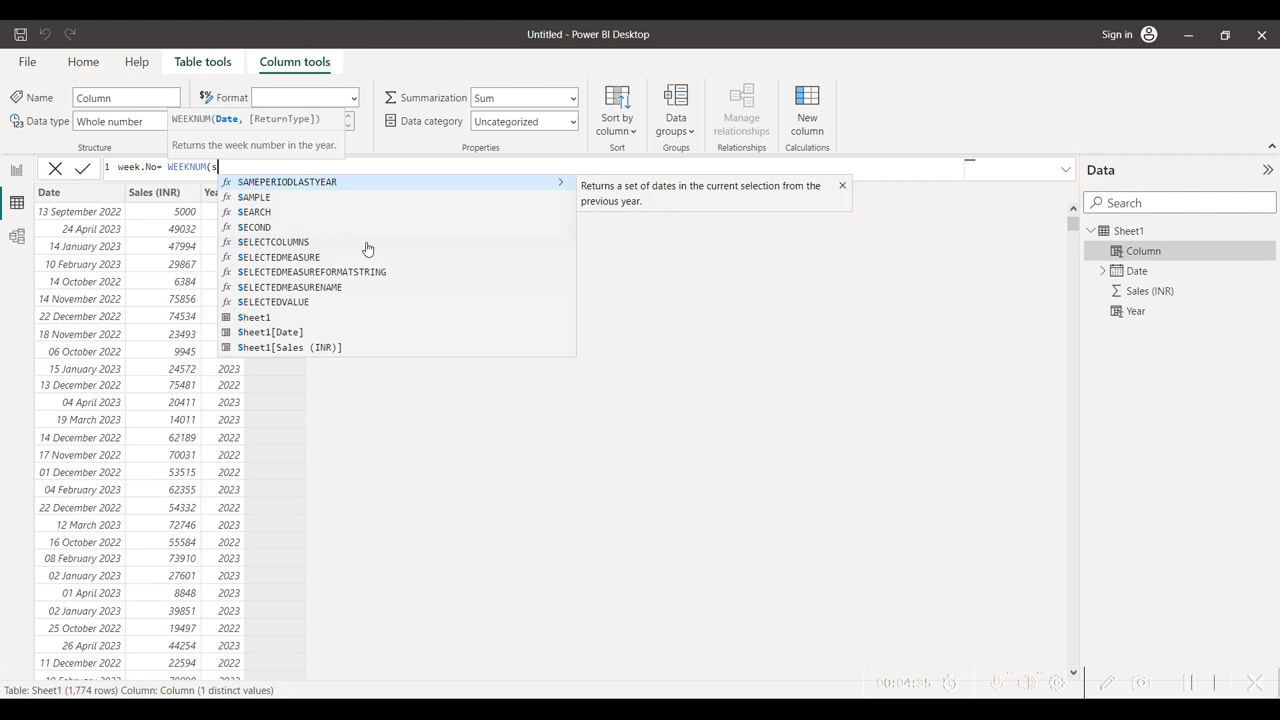 Untitled - Power BI Desktop
Sign in
File
Home
Help
Table tools
Column tools
Name
Column
Format
Summarization
Sum
Data type
Whole number
Data category
Uncategorized
WEEKNUM(Date, [ReturnType])
Returns the week number in the year.
Sort by
column
Data
groups
Manage
relationships
New
column
Structure
Properties
Sort
Groups
Relationships
Calculations
1 week.No= WEEKNUM(s
Data
Search
Sheet1
Column
Date
Sales (INR)
Year
SAMEPERIODLASTYEAR
SAMPLE
SEARCH
SECOND
SELECTCOLUMNS
SELECTEDMEASURE
SELECTEDMEASUREFORMATSTRING
SELECTEDMEASURENAME
SELECTEDVALUE
Sheet1
Sheet1[Date]
Sheet1[Sales (INR)]
Returns a set of dates in the current selection from the
previous year.
Date Sales (INR)
13 September 2022 5000
24 April 2023 49032
14 January 2023 47994
10 February 2023 29867
14 October 2022 6384
14 November 2022 75856
22 December 2022 74534
18 November 2022 23493
06 October 2022 9945
15 January 2023 24572 2023
13 December 2022 75481 2022
04 April 2023 20411 2023
19 March 2023 14011 2023
14 December 2022 62189 2022
17 November 2022 70031 2022
01 December 2022 53515 2022
04 February 2023 62355 2023
22 December 2022 54332 2022
12 March 2023 72746 2023
16 October 2022 55584 2022
08 February 2023 73910 2023
02 January 2023 27601 2023
01 April 2023 8848 2023
02 January 2023 39851 2023
25 October 2022 19497 2022
26 April 2023 44254 2023
11 December 2022 22594 2022
Table: Sheet1 (1,774 rows) Column: Column (1 distinct values)
00:04:35